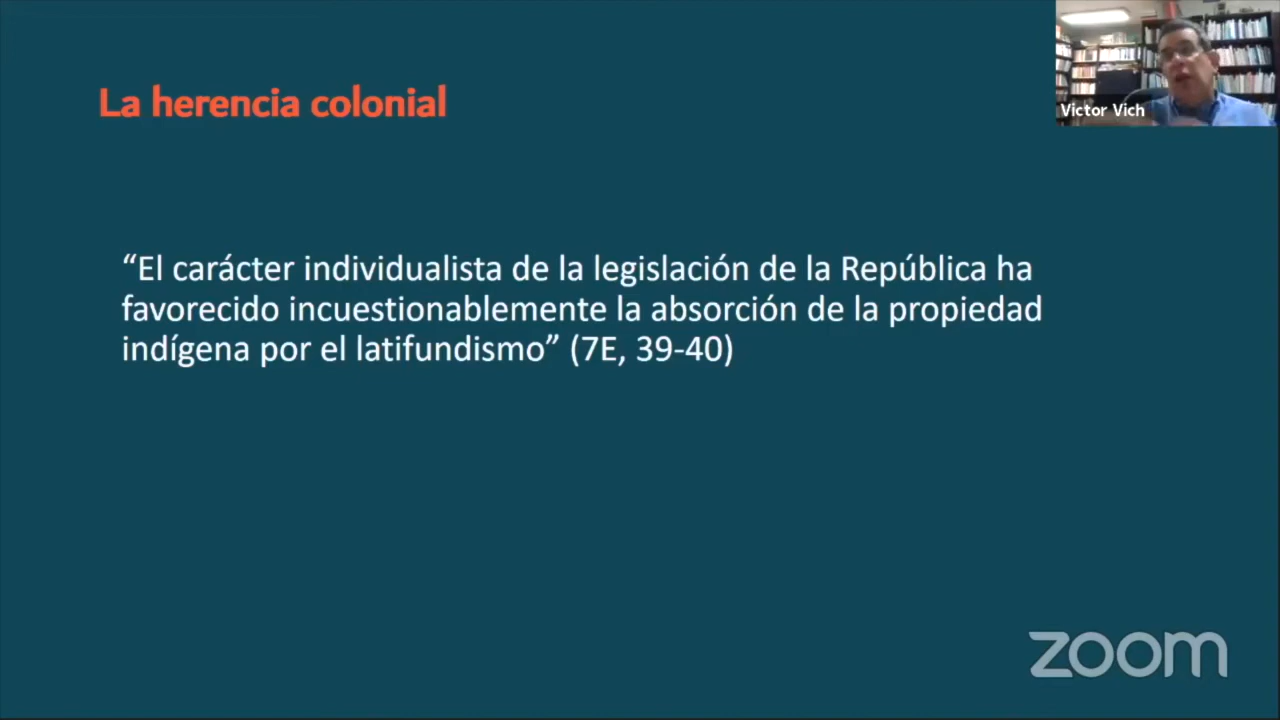 La herencia colonial
Victor Vich
“El carácter individualista de la legislación de la República ha
favorecido incuestionablemente la absorción de la propiedad
indígena por el latifundismo” (7E, 39-40)
zoom